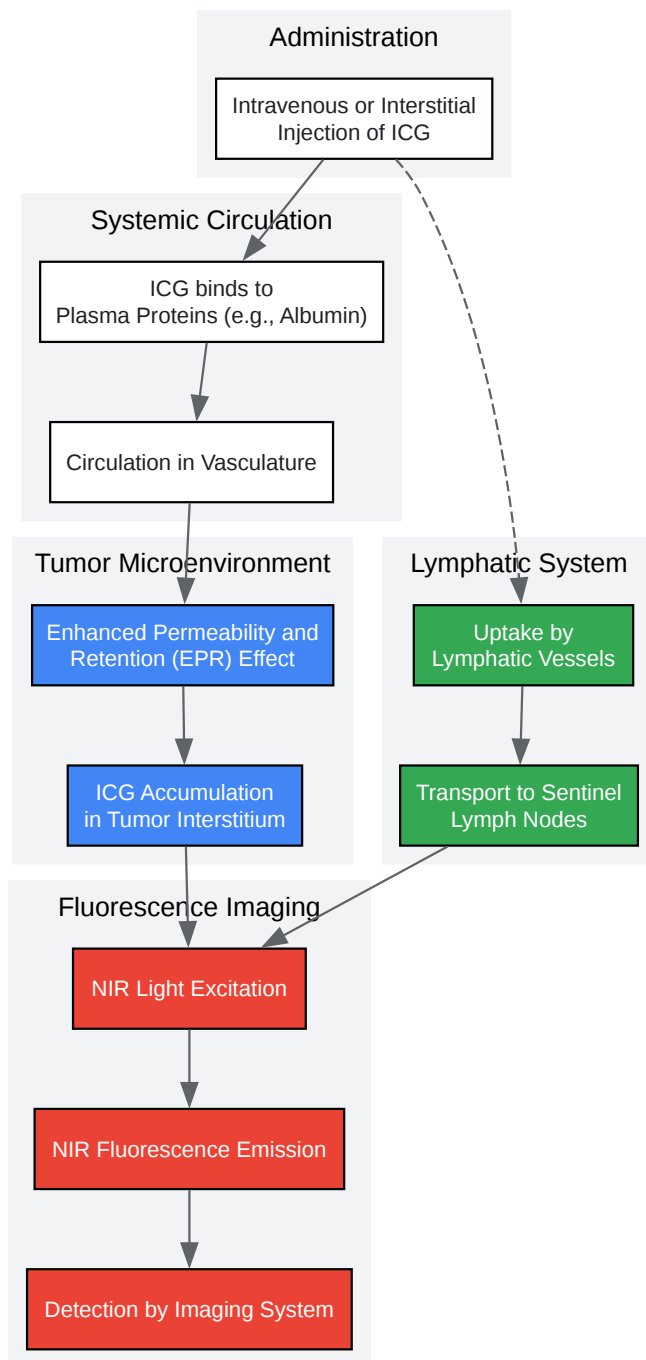 Administration
Intravenous or Interstitial
Injection of ICG
Systemic Circulation
ICG binds to
Plasma Proteins (e.g., Albumin)
Circulation in Vasculature
Tumor Microenvironment
Enhanced Permeability and
Retention (EPR) Effect
ICG Accumulation
in Tumor Interstitium
Lymphatic System
Uptake by
Lymphatic Vessels
Transport to Sentinel
Lymph Nodes
Fluorescence Imaging
NIR Light Excitation
NIR Fluorescence Emission
Detection by Imaging System